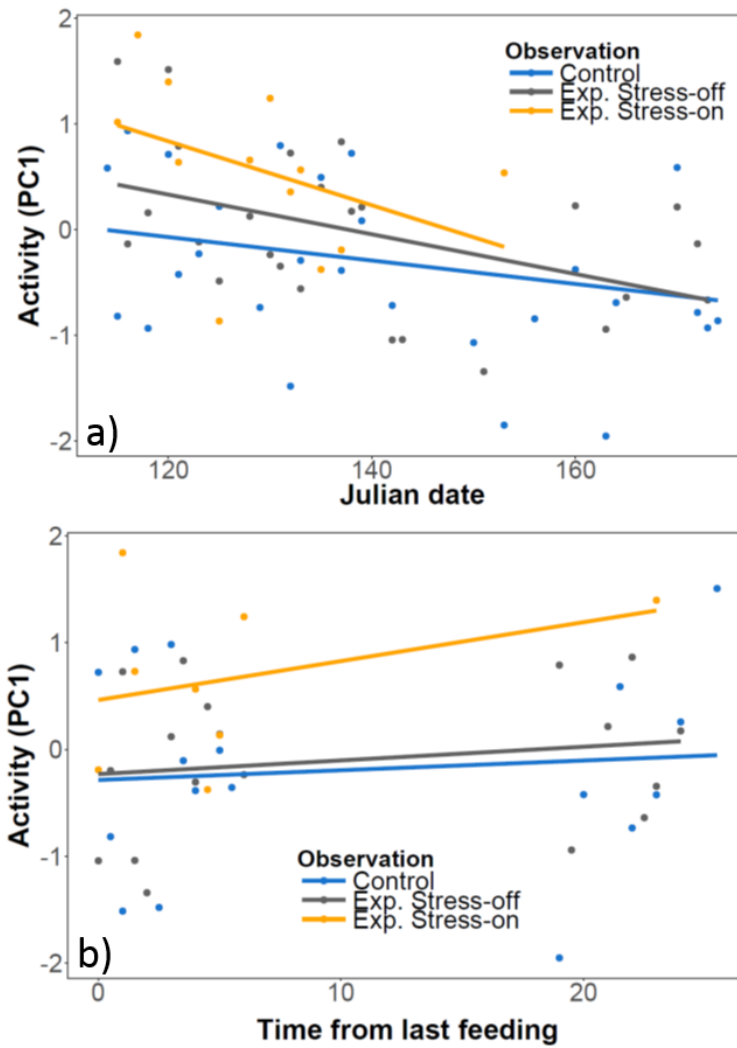 2
1
0
-1
-2
Activity (PC1)
Observation
Control
Exp. Stress-off
Exp. Stress-on
a)
120 140 160
Julian date
2
1
0
-1
-2
Activity (PC1)
Observation
Control
Exp. Stress-off
Exp. Stress-on
b)
0 10 20
Time from last feeding